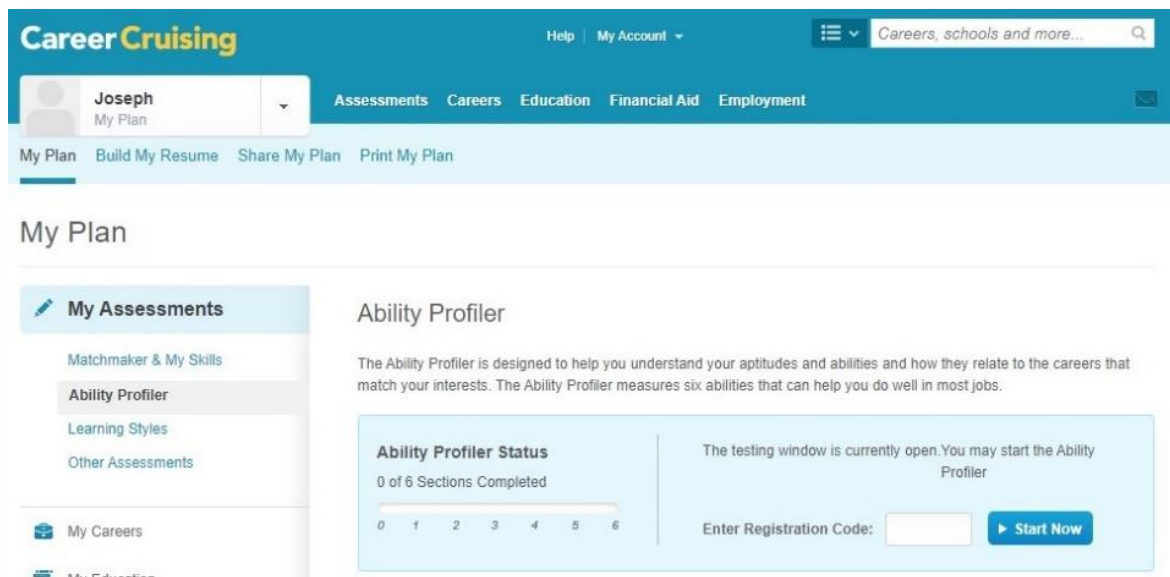 CareerCruising
Help | My Account
Careers, schools and more...
Joseph
My Plan
Assessments Careers Education Financial Aid Employment
My Plan Build My Resume Share My Plan Print My Plan
My Plan
My Assessments
Matchmaker & My Skills
Ability Profiler
Learning Styles
Other Assessments
My Careers
My Education
Ability Profiler
The Ability Profiler is designed to help you understand your aptitudes and abilities and how they relate to the careers that
match your interests. The Ability Profiler measures six abilities that can help you do well in most jobs.
Ability Profiler Status
0 of 6 Sections Completed
0 1 2 3 4 5 6
The testing window is currently open.You may start the Ability
Profiler
Enter Registration Code:
Start Now